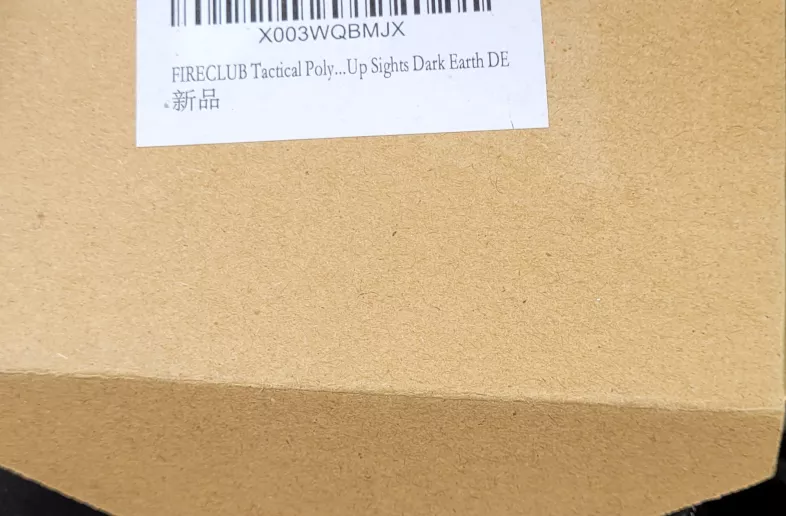 X003WQBMJX
FIRECLUB Tactical Poly...Up Sights Dark Earth DE
新品